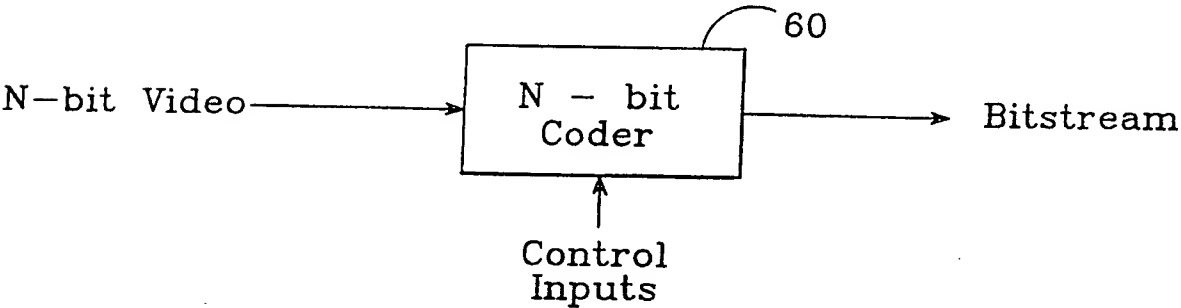 60
N-bit Video
N - bit
Coder
Bitstream
Control
Inputs